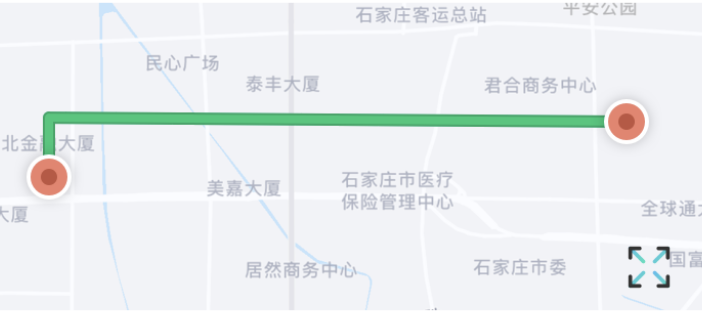 石家庄客运总站
平安公园
民心广场
泰丰大厦
君合商务中心
北金融大厦
美嘉大厦
石家庄市医疗
保险管理中心
大厦
全球通
居然商务中心
石家庄市委
国富